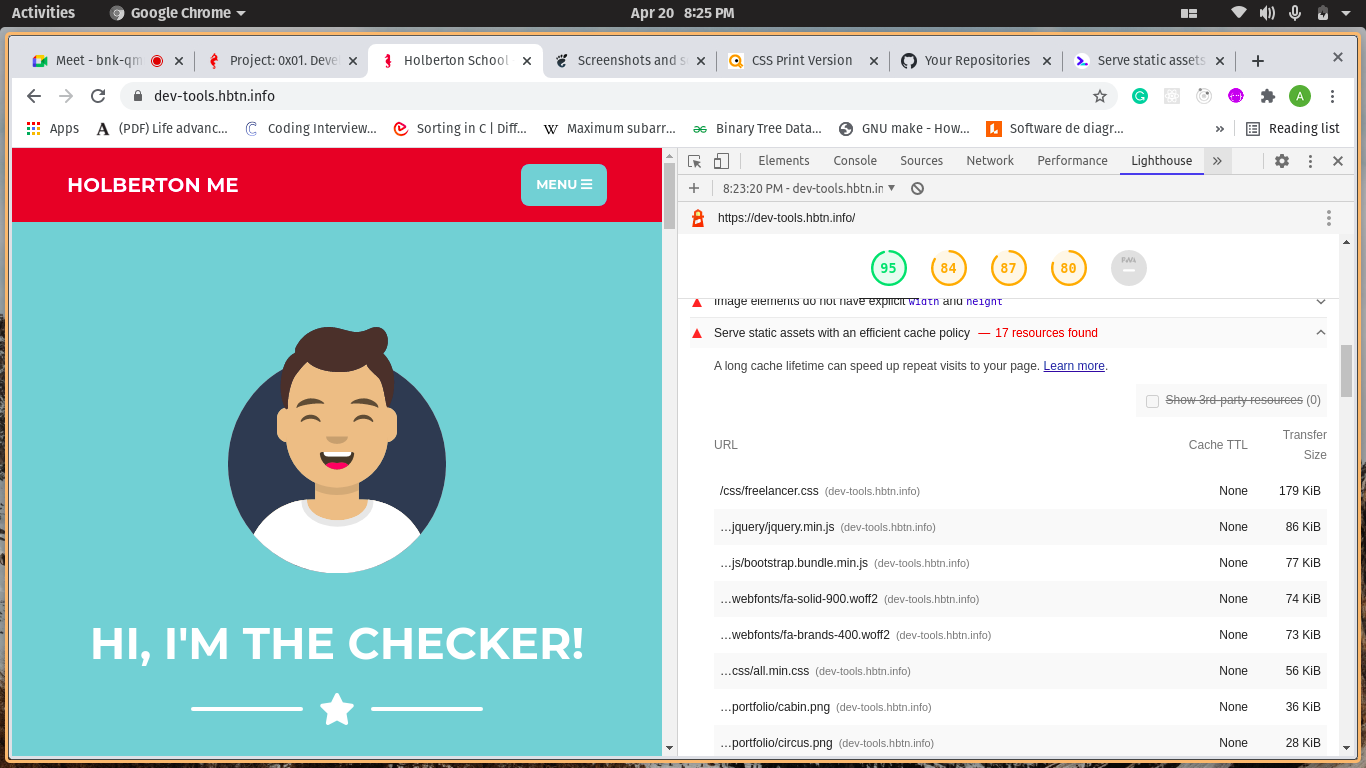 Activities Google Chrome Apr 20 8:25 PM
Meet - bnk-qm Project: 0x01. Deve Holberton School Screenshots and s CSS Print Version Your Repositories Serve static assets
dev-tools.hbtn.info A
Apps (PDF) Life advanc... Coding Interview... Sorting in C | Diff... Maximum subarr... Binary Tree Data... GNU make - How... Software de diagr... » Reading list
HOLBERTON ME
MENU
HI, I'M THE CHECKER!
Elements Console Sources Network Performance Lighthouse »
8:23:20 PM - dev-tools.hbtn.in
https://dev-tools.hbtn.info/
95 84 87 80 PWA
Image elements do not have explicit width and height
Serve static assets with an efficient cache policy — 17 resources found
A long cache lifetime can speed up repeat visits to your page. Learn more.
Show 3rd-party resources (0)
URL Cache TTL Transfer Size
/css/freelancer.css (dev-tools.hbtn.info) None 179 KiB
…jquery/jquery.min.js (dev-tools.hbtn.info) None 86 KiB
…js/bootstrap.bundle.min.js (dev-tools.hbtn.info) None 77 KiB
…webfonts/fa-solid-900.woff2 (dev-tools.hbtn.info) None 74 KiB
…webfonts/fa-brands-400.woff2 (dev-tools.hbtn.info) None 73 KiB
…css/all.min.css (dev-tools.hbtn.info) None 56 KiB
…portfolio/cabin.png (dev-tools.hbtn.info) None 36 KiB
…portfolio/circus.png (dev-tools.hbtn.info) None 28 KiB